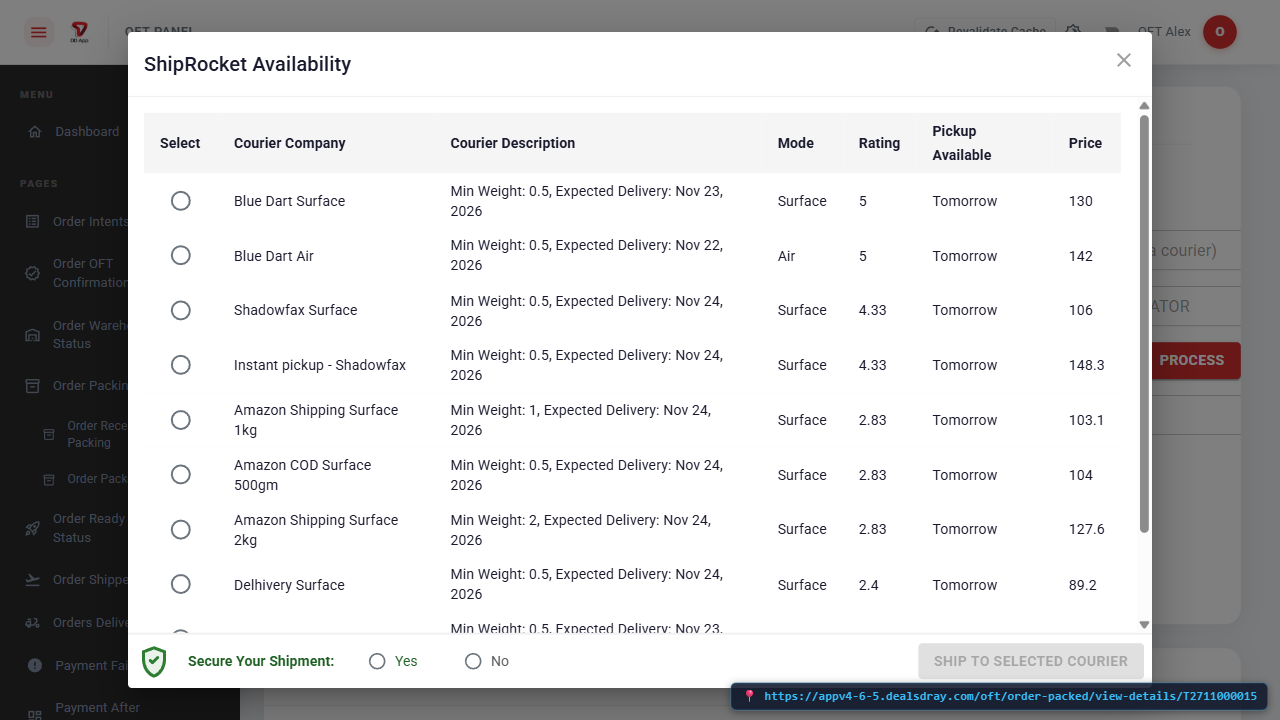 OFT PANEL
Revalidate Cache
OFT Alex
O
ShipRocket Availability
MENU
Dashboard
PAGES
Order Intents
Order OFT
Confirmation
Order Wareh
Status
Order Packin
Order Rece
Packing
Order Pack
Order Ready
Status
Order Shippe
Orders Delive
Payment Fai
Payment After
Select Courier Company Courier Description Mode Rating Pickup Available Price
Blue Dart Surface Min Weight: 0.5, Expected Delivery: Nov 23, 2026 Surface 5 Tomorrow 130
Blue Dart Air Min Weight: 0.5, Expected Delivery: Nov 22, 2026 Air 5 Tomorrow 142
Shadowfax Surface Min Weight: 0.5, Expected Delivery: Nov 24, 2026 Surface 4.33 Tomorrow 106
Instant pickup - Shadowfax Min Weight: 0.5, Expected Delivery: Nov 24, 2026 Surface 4.33 Tomorrow 148.3
Amazon Shipping Surface 1kg Min Weight: 1, Expected Delivery: Nov 24, 2026 Surface 2.83 Tomorrow 103.1
Amazon COD Surface 500gm Min Weight: 0.5, Expected Delivery: Nov 24, 2026 Surface 2.83 Tomorrow 104
Amazon Shipping Surface 2kg Min Weight: 2, Expected Delivery: Nov 24, 2026 Surface 2.83 Tomorrow 127.6
Delhivery Surface Min Weight: 0.5, Expected Delivery: Nov 24, 2026 Surface 2.4 Tomorrow 89.2
Min Weight: 0.5, Expected Delivery: Nov 23,
a courier)
ATOR
PROCESS
Secure Your Shipment: Yes No
SHIP TO SELECTED COURIER
https://appv4-6-5.dealsdray.com/oft/order-packed/view-details/T2711000015